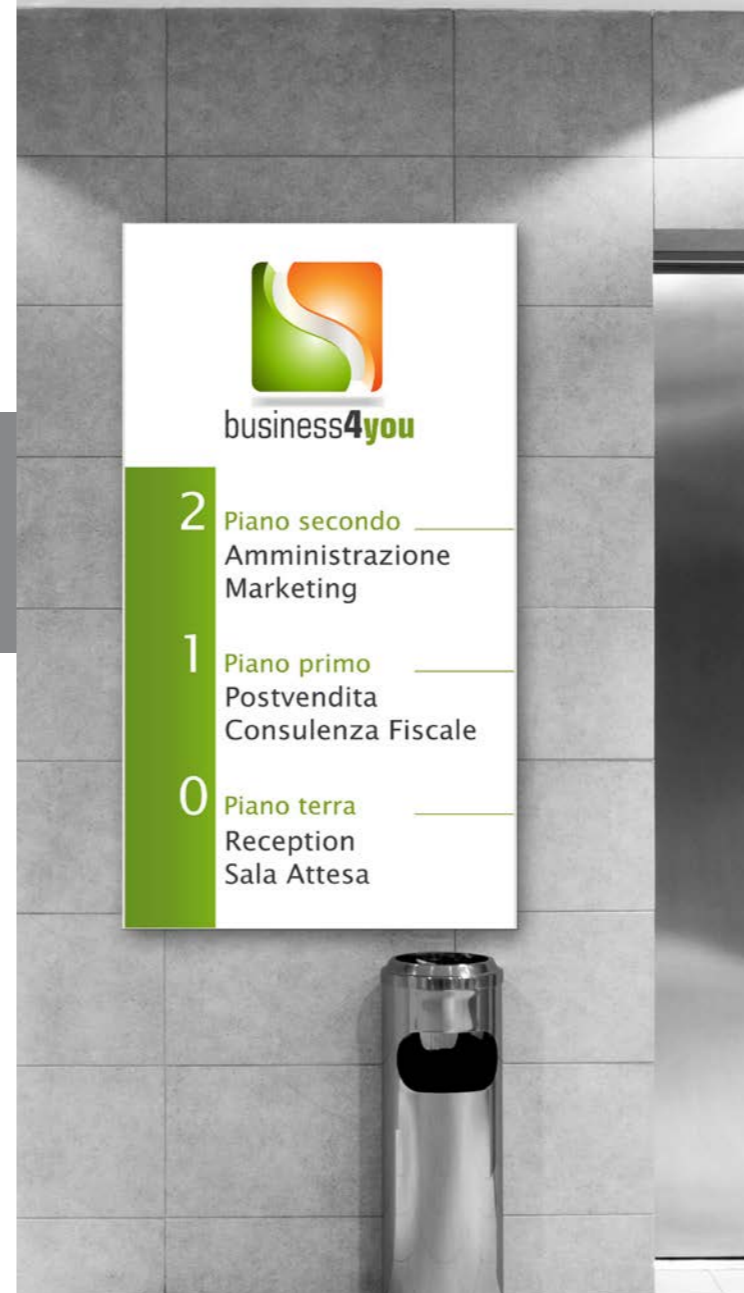 business4you
2 Piano secondo
Amministrazione
Marketing
1 Piano primo
Postvendita
Consulenza Fiscale
0 Piano terra
Reception
Sala Attesa